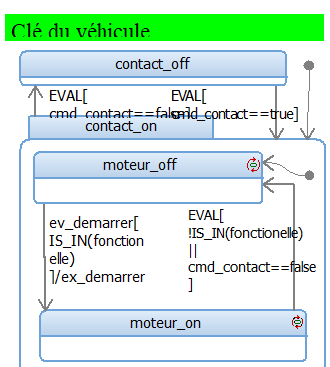 Clé du véhicule
contact_off
EVAL[
cmd_contact==false]
EVAL[
cmd_contact==true]
contact_on
moteur_off
ev_demarrer[
IS_IN(fonction
elle)
]/ex_demarrer
EVAL[
!IS_IN(fonctionelle)
||
cmd_contact==false
]
moteur_on